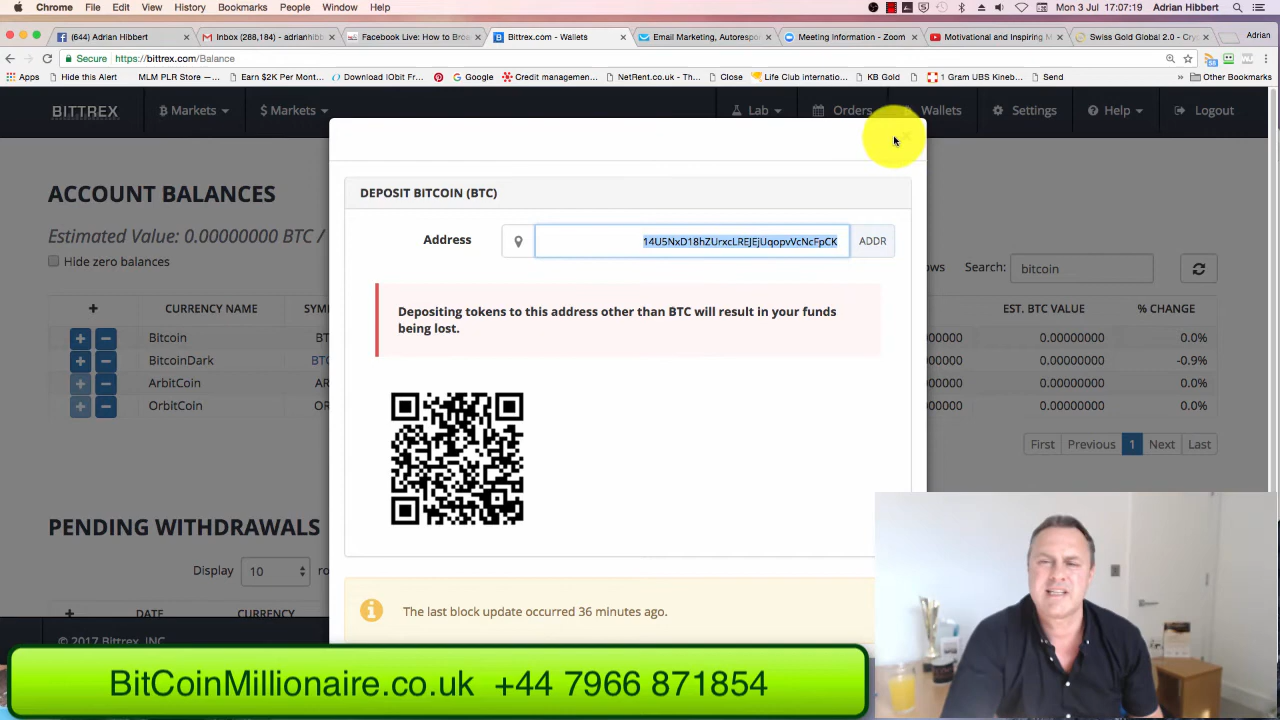 Chrome File Edit View History Bookmarks People Window Help Mon 3 Jul 17:07:19 Adrian Hibbert
(644) Adrian Hibbert Inbox (288,184) - adrianhib Facebook Live: How to Bro Bittrex.com - Wallets Email Marketing, Autorespo Meeting Information - Zoom Motivational and Inspiring M Swiss Gold Global 2.0 - Cry Adrian
Secure https://bittrex.com/Balance
Apps Hide this Alert MLM PLR Store —... Earn $2K Per Mont... Download IObit Fr... Google Credit managemen... NetRent.co.uk - Th... Close Life Club internatio... KB Gold 1 Gram UBS Kineb... Send » Other Bookmarks
BITTREX Markets $ Markets Lab Orders Wallets Settings Help Logout
ACCOUNT BALANCES
Estimated Value: 0.00000000 BTC /
Hide zero balances
Search: bitcoin
+ CURRENCY NAME EST. BTC VALUE % CHANGE
Bitcoin 0.00000000 0.0%
BitcoinDark 0.00000000 -0.9%
ArbitCoin 0.00000000 0.0%
OrbitCoin 0.00000000 0.0%
First Previous 1 Next Last
DEPOSIT BITCOIN (BTC)
Address 14U5NxD18hZUrxcLREJEjUqopvVcNcFpCK ADDR
Depositing tokens to this address other than BTC will result in your funds
being lost.
PENDING WITHDRAWALS
Display 10
+ DATE CURRENCY
The last block update occurred 36 minutes ago.
© 2017 Bittrex, INC
BitCoinMillionaire.co.uk +44 7966 871854